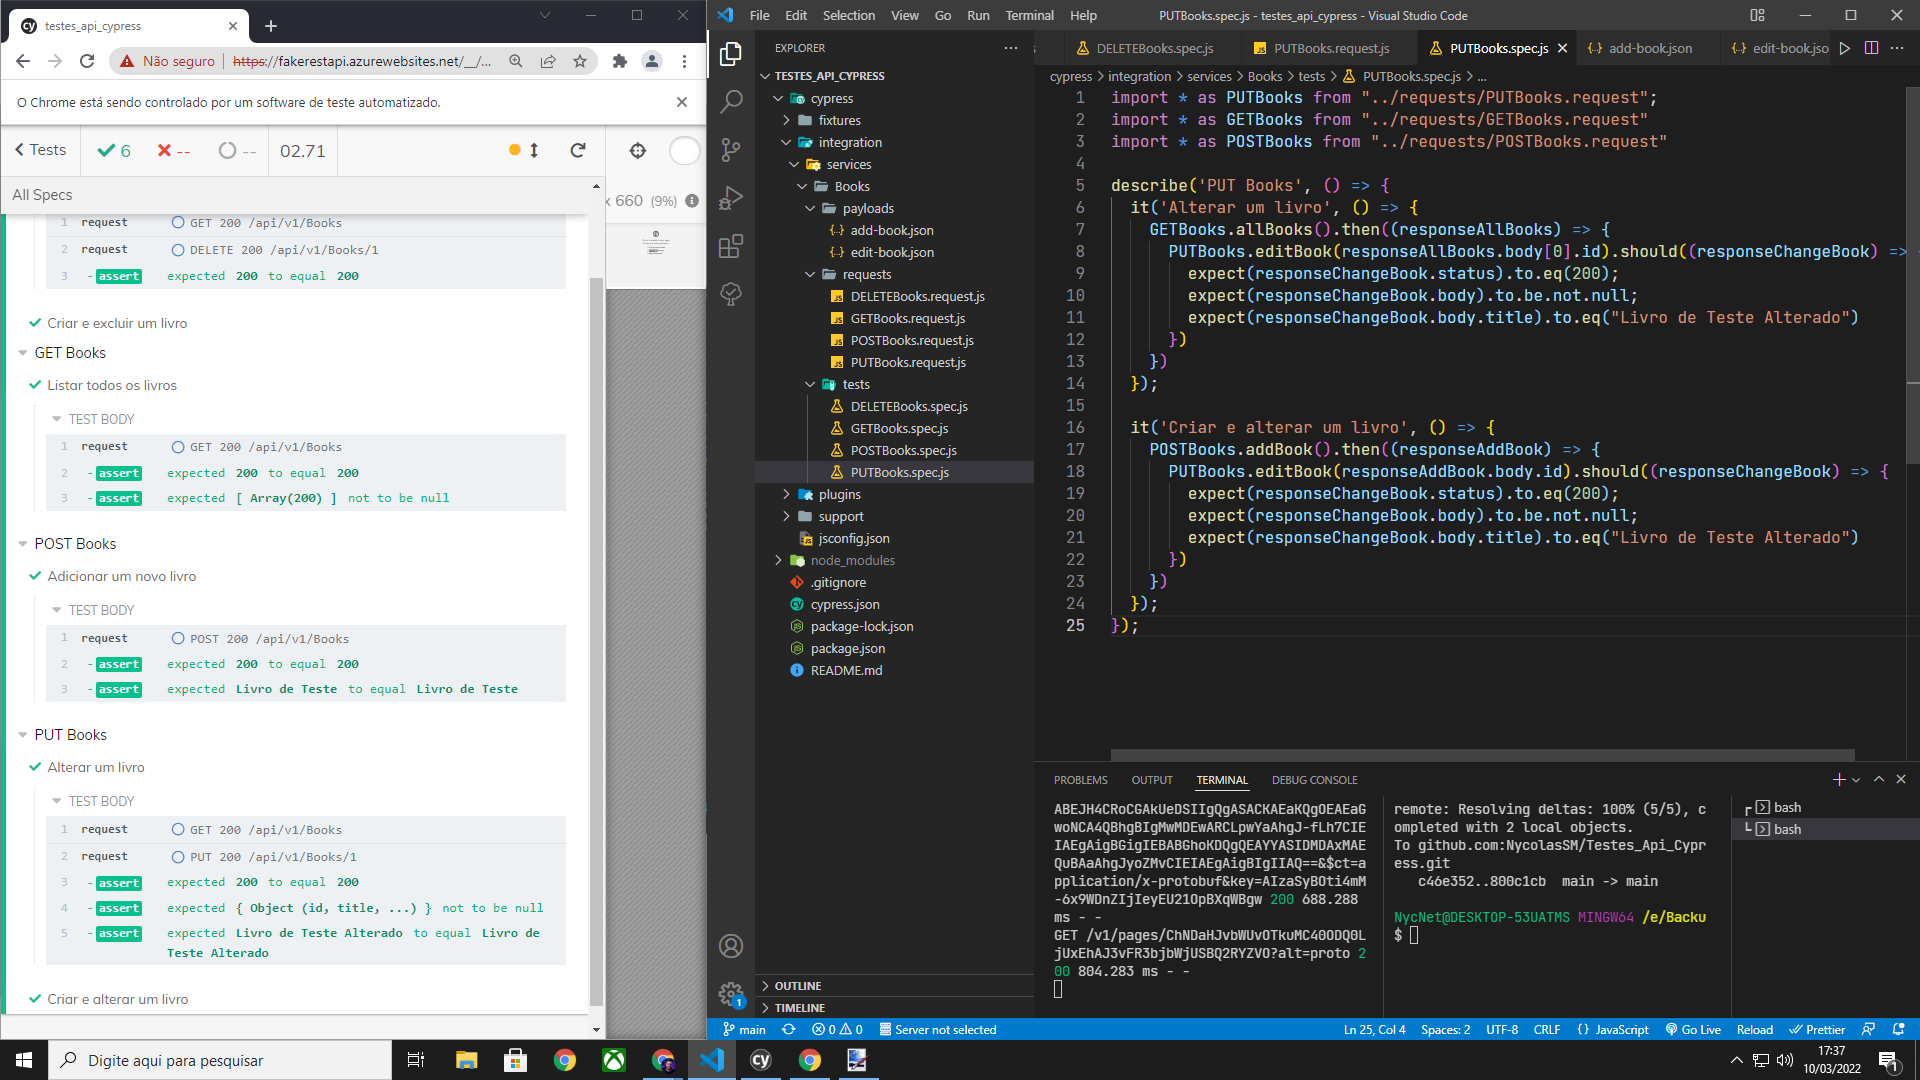 testes_api_cypress
Não seguro
https://fakerestapi.azurewebsites.net/__/...
O Chrome está sendo controlado por um software de teste automatizado.
Tests
6
--
--
02.71
All Specs
x 660 (9%)
1 request GET 200 /api/v1/Books
2 request DELETE 200 /api/v1/Books/1
3 -assert expected 200 to equal 200
Criar e excluir um livro
GET Books
Listar todos os livros
TEST BODY
1 request GET 200 /api/v1/Books
2 -assert expected 200 to equal 200
3 -assert expected [ Array(200) ] not to be null
POST Books
Adicionar um novo livro
TEST BODY
1 request POST 200 /api/v1/Books
2 -assert expected 200 to equal 200
3 -assert expected Livro de Teste to equal Livro de Teste
PUT Books
Alterar um livro
TEST BODY
1 request GET 200 /api/v1/Books
2 request PUT 200 /api/v1/Books/1
3 -assert expected 200 to equal 200
4 -assert expected { Object (id, title, ...) } not to be null
5 -assert expected Livro de Teste Alterado to equal Livro de
Teste Alterado
Criar e alterar um livro
File Edit Selection View Go Run Terminal Help
PUTBooks.spec.js - testes_api_cypress - Visual Studio Code
EXPLORER
TESTES_API_CYPRESS
cypress
fixtures
integration
services
Books
payloads
add-book.json
edit-book.json
requests
DELETEBooks.request.js
GETBooks.request.js
POSTBooks.request.js
PUTBooks.request.js
tests
DELETEBooks.spec.js
GETBooks.spec.js
POSTBooks.spec.js
PUTBooks.spec.js
plugins
support
jsconfig.json
node_modules
.gitignore
cypress.json
package-lock.json
package.json
README.md
OUTLINE
TIMELINE
DELETEBooks.spec.js PUTBooks.request.js PUTBooks.spec.js add-book.json edit-book.jso
cypress > integration > services > Books > tests > PUTBooks.spec.js > ...
1 import * as PUTBooks from "../requests/PUTBooks.request";
2 import * as GETBooks from "../requests/GETBooks.request"
3 import * as POSTBooks from "../requests/POSTBooks.request"
4
5 describe('PUT Books', () => {
6 it('Alterar um livro', () => {
7 GETBooks.allBooks().then((responseAllBooks) => {
8 PUTBooks.editBook(responseAllBooks.body[0].id).should((responseChangeBook) =>
9 expect(responseChangeBook.status).to.eq(200);
10 expect(responseChangeBook.body).to.be.not.null;
11 expect(responseChangeBook.body.title).to.eq("Livro de Teste Alterado")
12 })
13 })
14 });
15
16 it('Criar e alterar um livro', () => {
17 POSTBooks.addBook().then((responseAddBook) => {
18 PUTBooks.editBook(responseAddBook.body.id).should((responseChangeBook) => {
19 expect(responseChangeBook.status).to.eq(200);
20 expect(responseChangeBook.body).to.be.not.null;
21 expect(responseChangeBook.body.title).to.eq("Livro de Teste Alterado")
22 })
23 })
24 });
25 });
PROBLEMS OUTPUT TERMINAL DEBUG CONSOLE
ABEJH4CRoCGAkUeDSIIgQgASACKAEaKQgOEAEaG
woNCA4QBhgBIgMwMDEwARCLpwYaAhgJ-fLh7CIE
IAEgAigBGigIEBABGhoKDQgQEAYYASIDMDAxMAE
QuBAaAhgJyoZMvCIEIAEgAigBIgIIAQ==&$ct=a
pplication/x-protobuf&key=AIzaSyBOti4mM
-6x9WDnZIjIeyEU21OpBXqWBgw 200 688.288
ms - -
GET /v1/pages/ChNDaHJvbWUvOTkuMC40ODQ0L
jUxEhAJ3vFR3bjbWjUSBQ2RYZVO?alt=proto 2
00 804.283 ms - -
remote: Resolving deltas: 100% (5/5), c
ompleted with 2 local objects.
To github.com:NycolasSM/Testes_Api_Cypr
ess.git
c46e352..800c1cb main -> main
NycNet@DESKTOP-53UATMS MINGW64 /e/Backu
$
bash
bash
main 0 0 Server not selected Ln 25, Col 4 Spaces: 2 UTF-8 CRLF {} JavaScript Go Live Reload Prettier
1
Digite aqui para pesquisar
17:37
10/03/2022
1